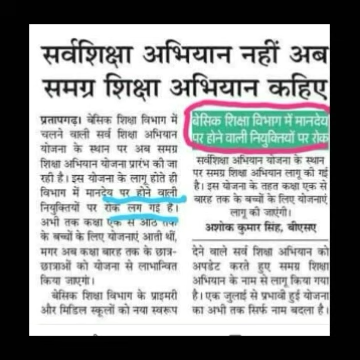 सर्वशिक्षा अभियान नहीं अब
समग्र शिक्षा अभियान कहिए
प्रतापगढ़। बेसिक शिक्षा विभाग में
चलने वाली सर्व शिक्षा अभियान
योजना के स्थान पर अब समग्र
शिक्षा अभियान योजना प्रारंभ की जा
रही है। इस योजना के लागू होते ही
विभाग में मानदेय पर होने वाली
नियुक्तियों पर रोक लग गई है।
अभी तक कक्षा एक से आठ तक
के बच्चों के लिए योजनाएं आती थीं,
मगर अब कक्षा बारह तक के छात्र-
छात्राओं को योजना से लाभान्वित
किया जाएगा।
बेसिक शिक्षा विभाग के प्राइमरी
और मिडिल स्कूलों को नया स्वरूप
बेसिक शिक्षा विभाग में मानदेय
पर होने वाली नियुक्तियों पर रोक
सर्वशिक्षा अभियान योजना के स्थान
पर समग्र शिक्षा अभियान लागू की गई
है। इस योजना के तहत कक्षा एक से
बारह तक के बच्चों के लिए योजनाएं
लागू की जाएंगी।
अशोक कुमार सिंह, बीएसए
देने वाले सर्व शिक्षा अभियान को
अपडेट करते हुए समग्र शिक्षा
अभियान के नाम से लागू किया गया
है। एक जुलाई से प्रभावी हुई योजना
का अभी तक सिर्फ नाम बदला है।